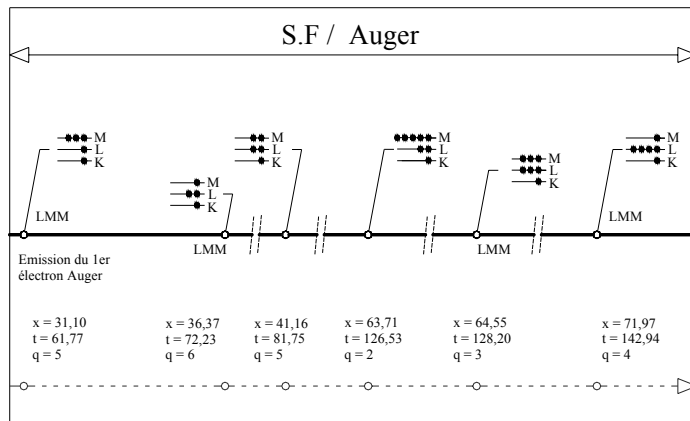 S.F / Auger
M
L
K
LMM
M
L
K
LMM
M
L
K
M
L
K
M
L
K
LMM
M
L
K
LMM
Emission du 1er
électron Auger
x = 31,10
t = 61,77
q = 5
x = 36,37
t = 72,23
q = 6
x = 41,16
t = 81,75
q = 5
x = 63,71
t = 126,53
q = 2
x = 64,55
t = 128,20
q = 3
x = 71,97
t = 142,94
q = 4